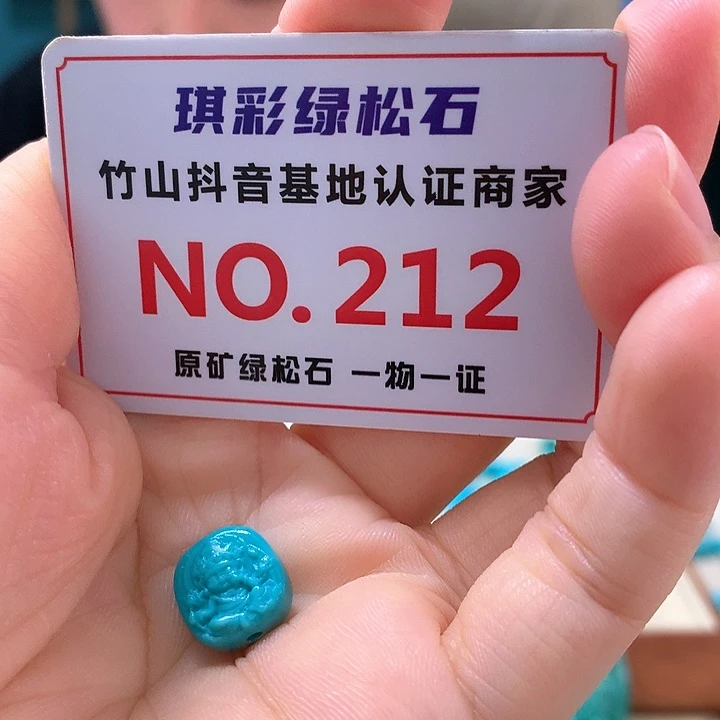 琪彩绿松石
竹山抖音基地认证商家
NO.212
原矿绿松石 一物一证